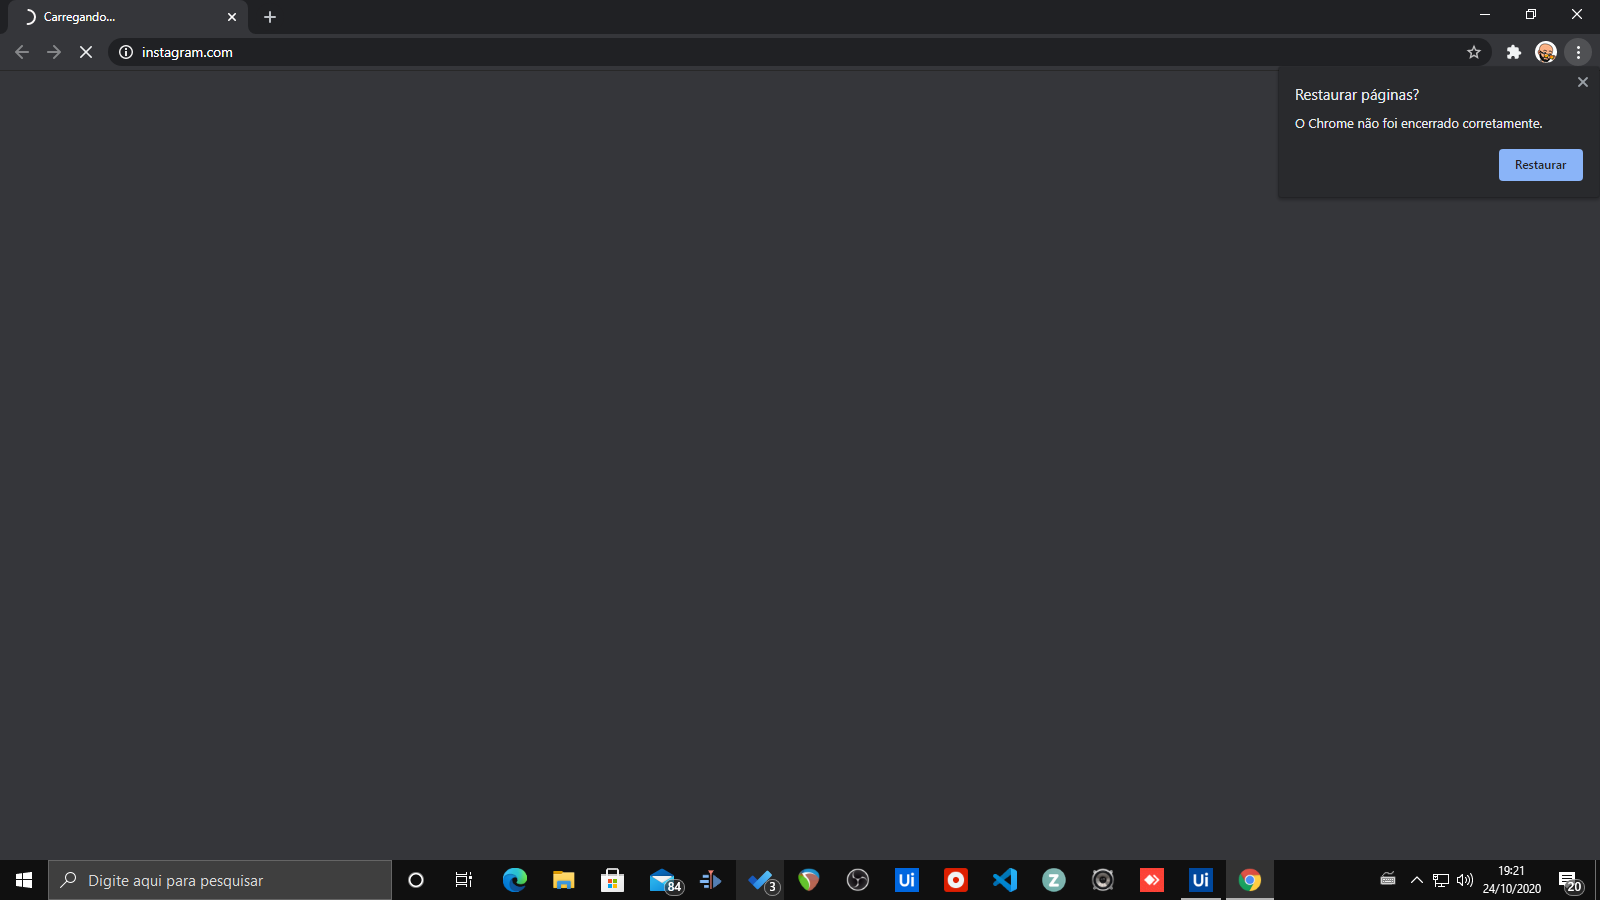 Carregando...
instagram.com
Restaurar páginas?
O Chrome não foi encerrado corretamente.
Restaurar
Digite aqui para pesquisar
84
3
Ui
Z
Ui
19:21
24/10/2020
20